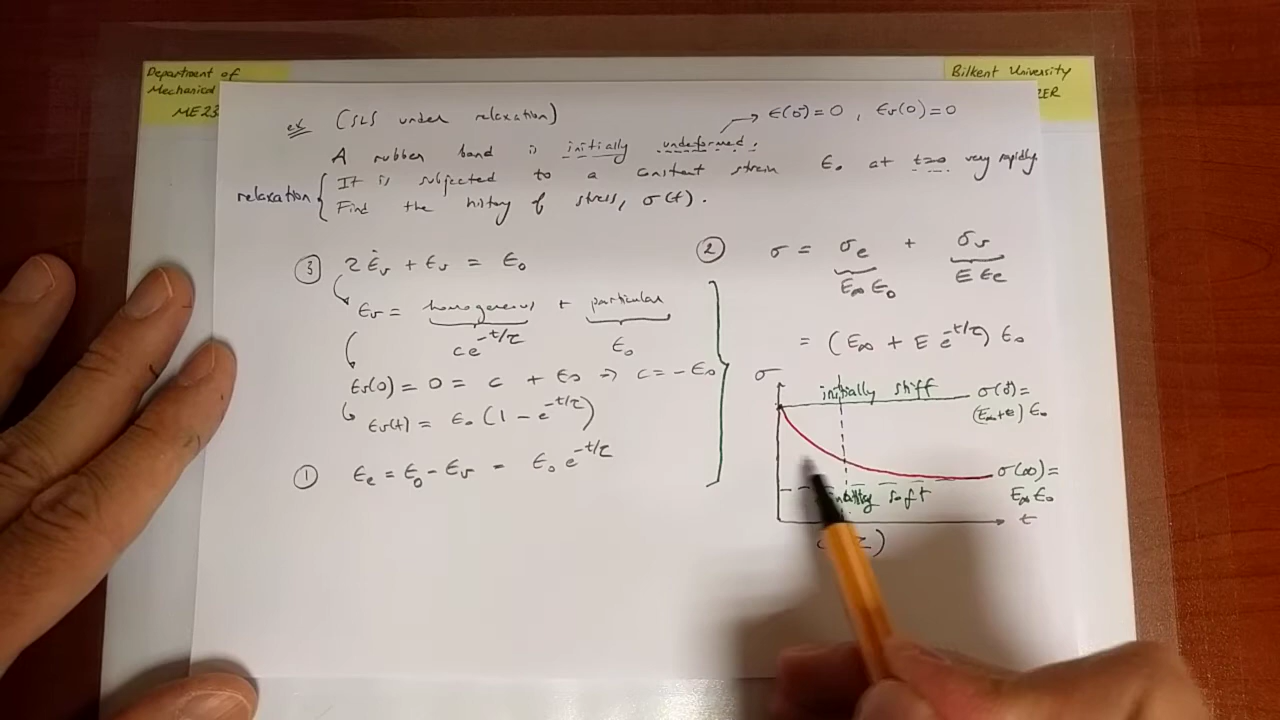 Department of
Mechanical
ME23
Bilkent University
ZER
ex (SLS under relaxation)
→ ε(0⁻)=0 , εv(0)=0
A rubber band is initially undeformed.
It is subjected to a constant strain ε₀ at t=0 very rapidly
relaxation { Find the history of stress, σ(t).
③ 2ε̇v + εv = ε₀
εv = homogeneous + particular
ce^-t/τ ε₀
εv(0) = 0 = c + ε₀ ⇒ c = -ε₀
εv(t) = ε₀ (1 - e^-t/τ)
① εe = ε₀ - εv = ε₀ e^-t/τ
② σ = σe + σv
E∞ ε₀ E εe
= (E∞ + E e^-t/τ) ε₀
σ
initially stiff
σ(0⁺)=
(E∞+E) ε₀
σ(∞)=
E∞ ε₀
soft
t